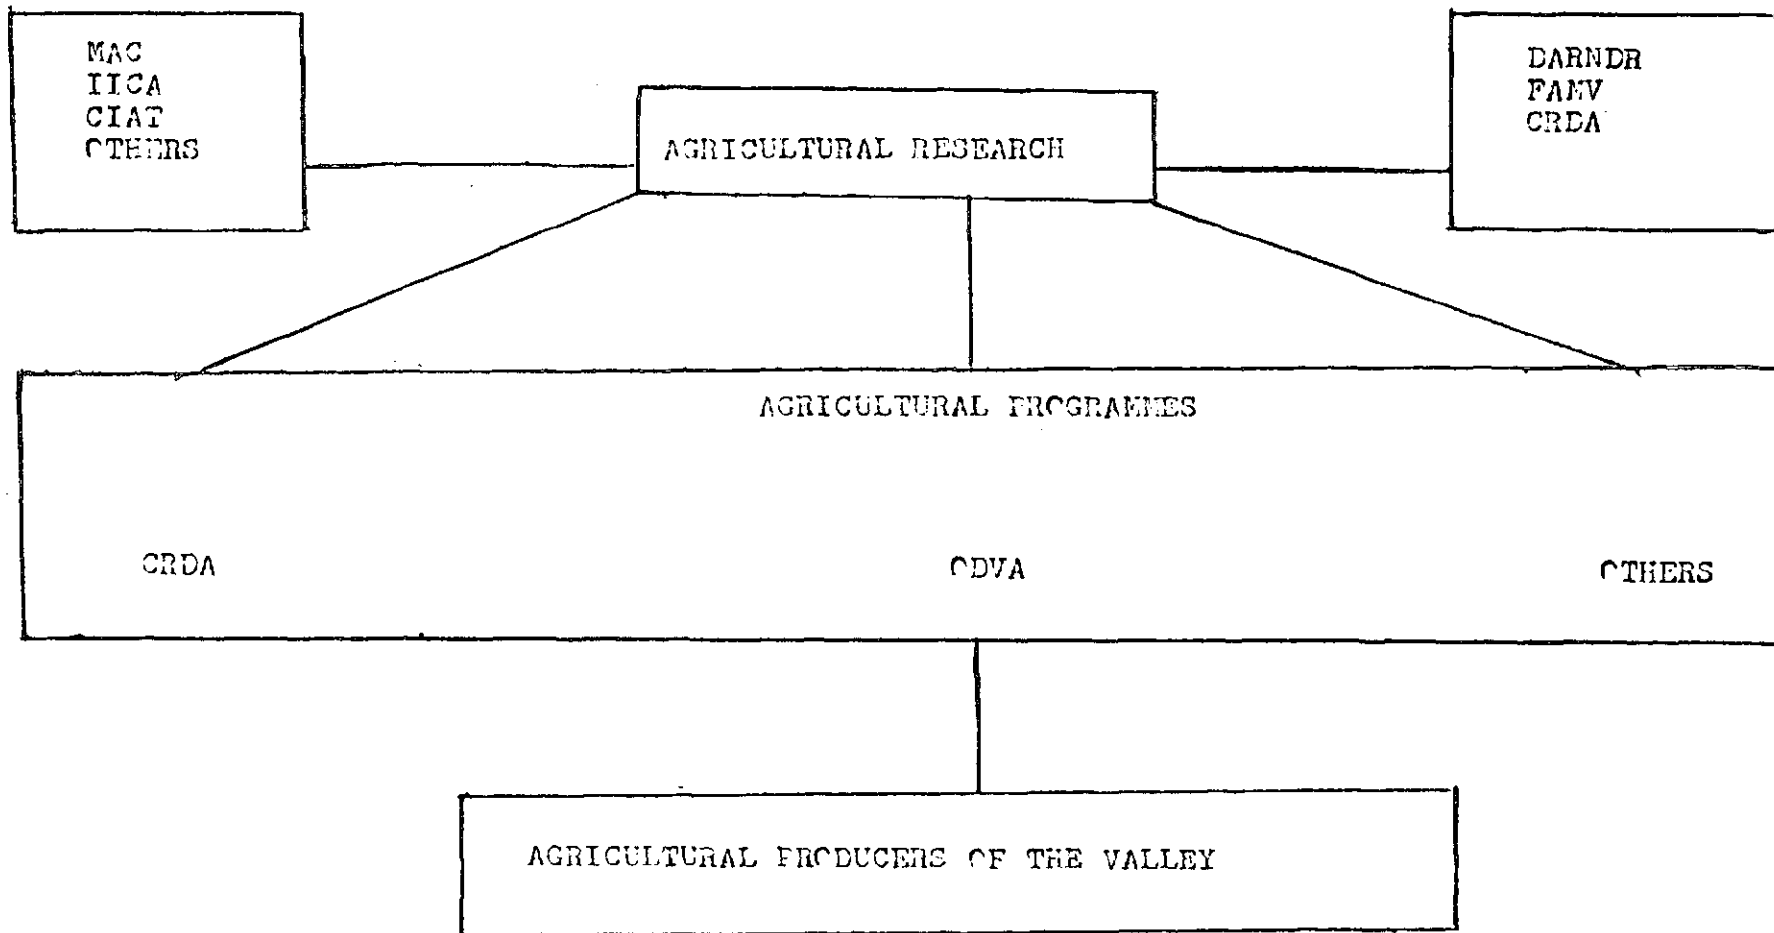 MAC
IICA
CIAT
OTHERS
AGRICULTURAL RESEARCH
DARNDR
FAMV
CRDA
AGRICULTURAL PROGRAMMES
CRDA
ODVA
OTHERS
AGRICULTURAL PRODUCERS OF THE VALLEY